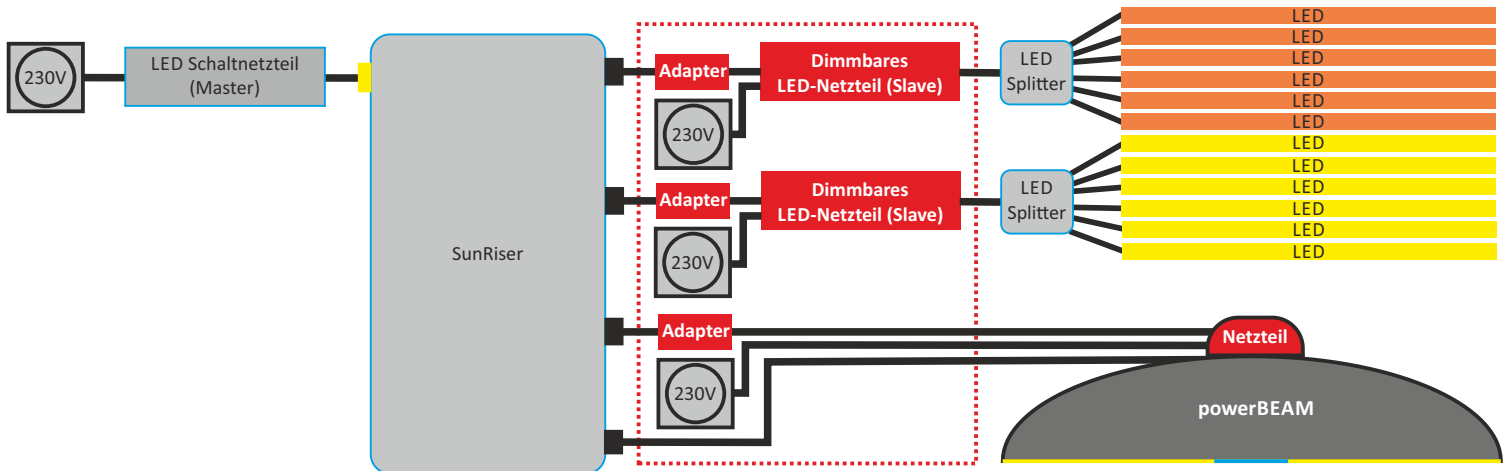 230V
LED Schaltnetzteil
(Master)
SunRiser
Adapter
Dimmbares
LED-Netzteil (Slave)
230V
LED
Splitter
LED
LED
LED
LED
LED
LED
Adapter
Dimmbares
LED-Netzteil (Slave)
230V
LED
Splitter
LED
LED
LED
LED
LED
LED
Adapter
230V
Netzteil
powerBEAM